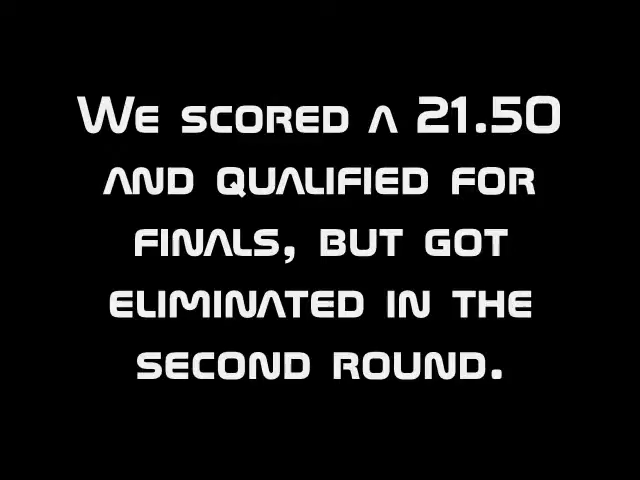 We scored a 21.50
and qualified for
finals, but got
eliminated in the
second round.